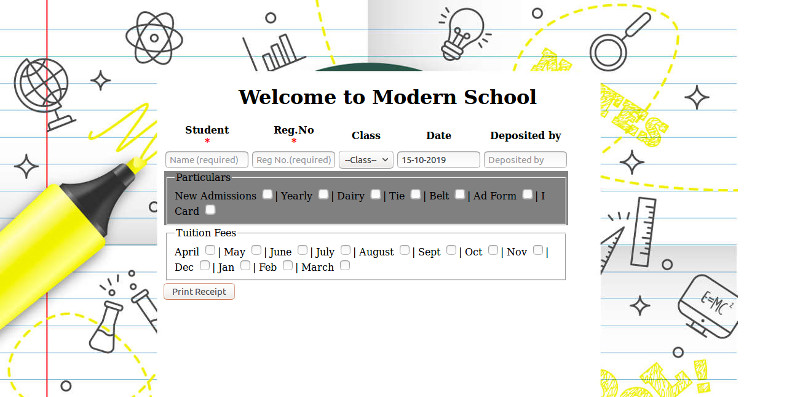 Welcome to Modern School
Student * Reg.No * Class Date Deposited by
Name (required) Reg No.(required) --Class-- 15-10-2019 Deposited by
Particulars
New Admissions | Yearly | Dairy | Tie | Belt | Ad Form | I
Card
Tuition Fees
April | May | June | July | August | Sept | Oct | Nov |
Dec | Jan | Feb | March
Print Receipt
E=MC²